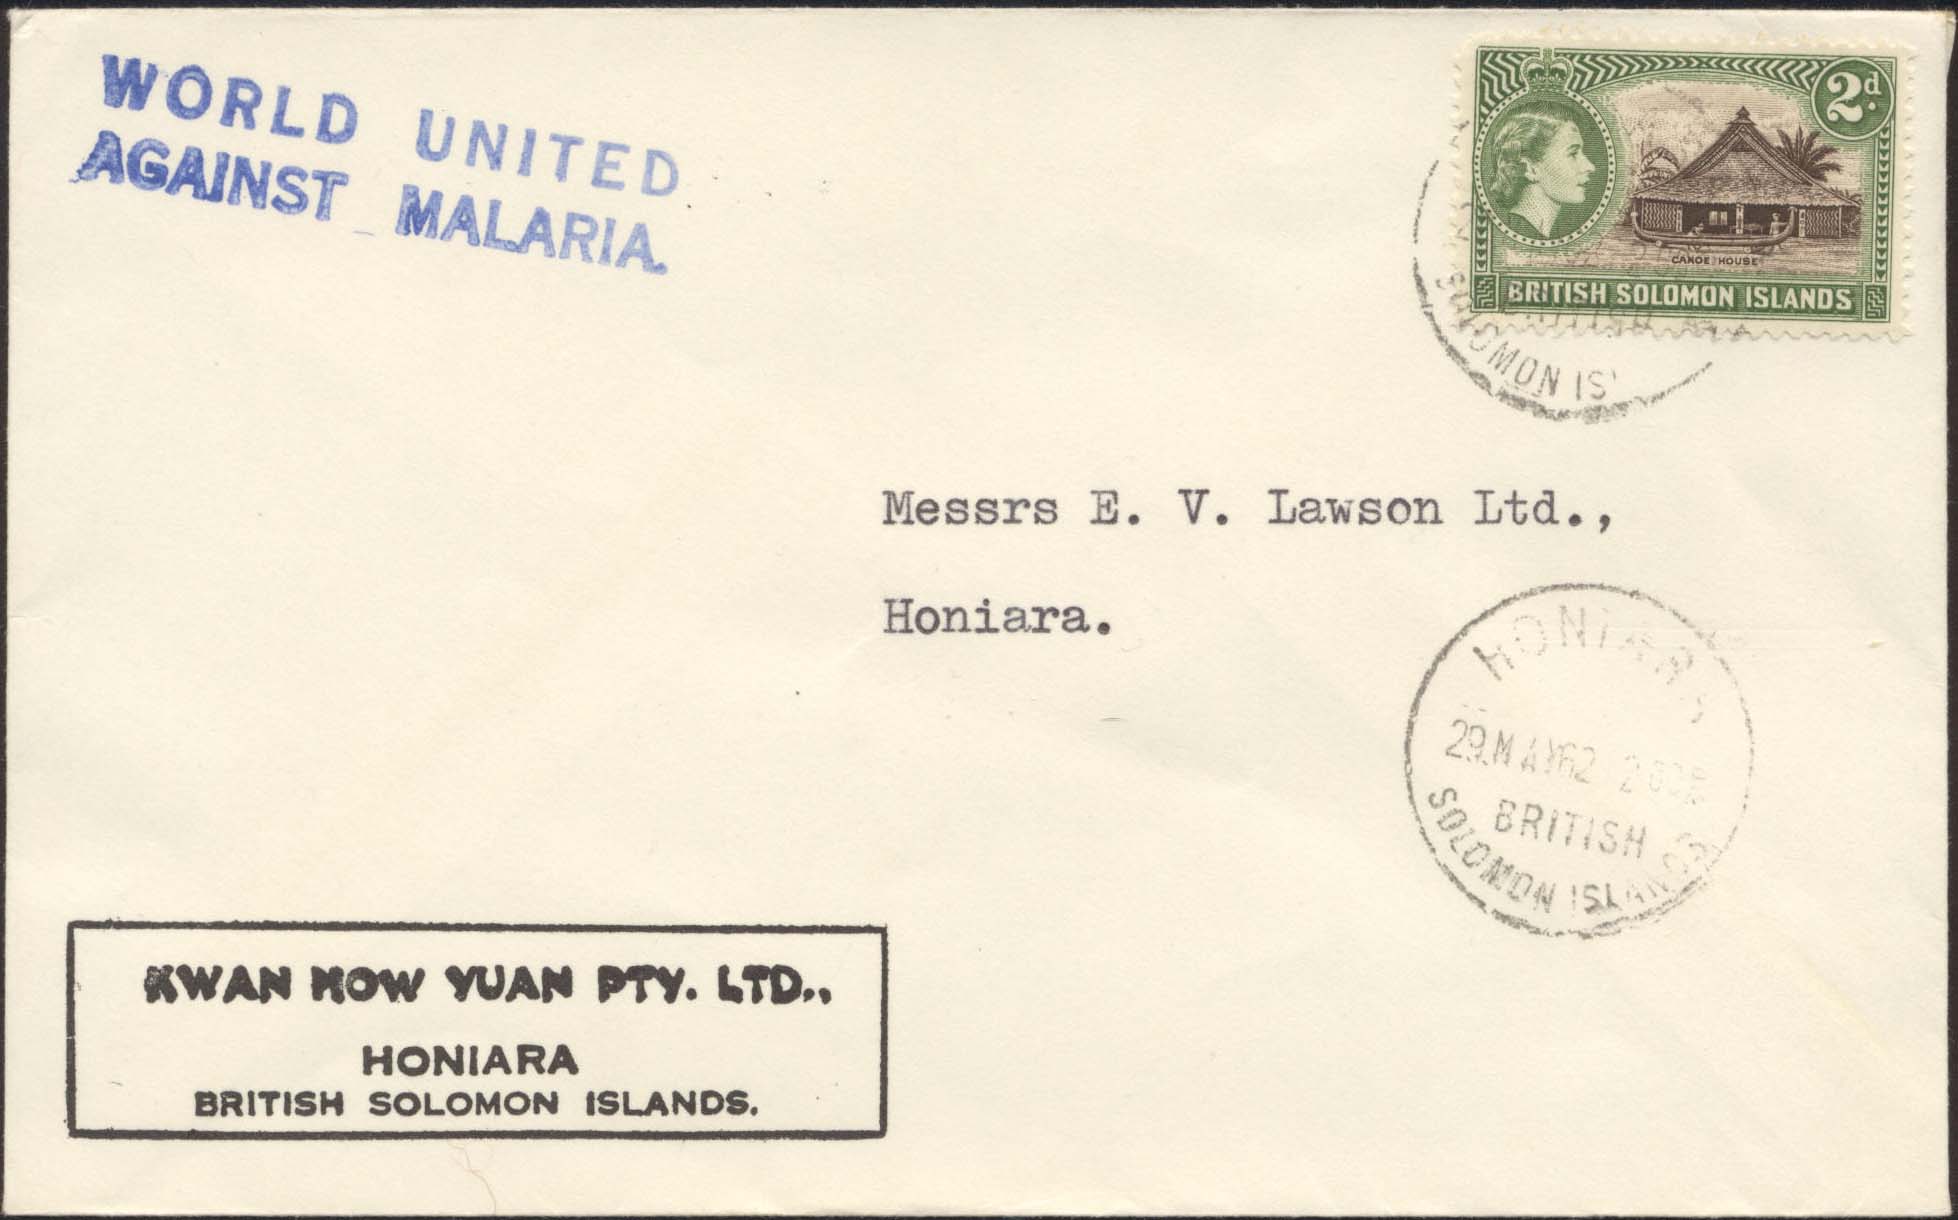 WORLD UNITED
AGAINST MALARIA.
2d.
CANOE HOUSE
BRITISH SOLOMON ISLANDS
SOLOMON IS
Messrs E. V. Lawson Ltd.,
Honiara.
HONIARA
29 MAY 62
BRITISH
SOLOMON ISLANDS
KWAN HOW YUAN PTY. LTD.,
HONIARA
BRITISH SOLOMON ISLANDS.